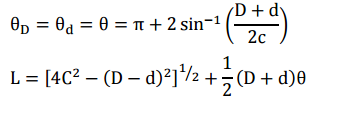 θ_D = θ_d = θ = π + 2 sin⁻¹ ((D + d) / 2c)
L = [4C² − (D − d)²]^1/2 + 1/2 (D + d)θ